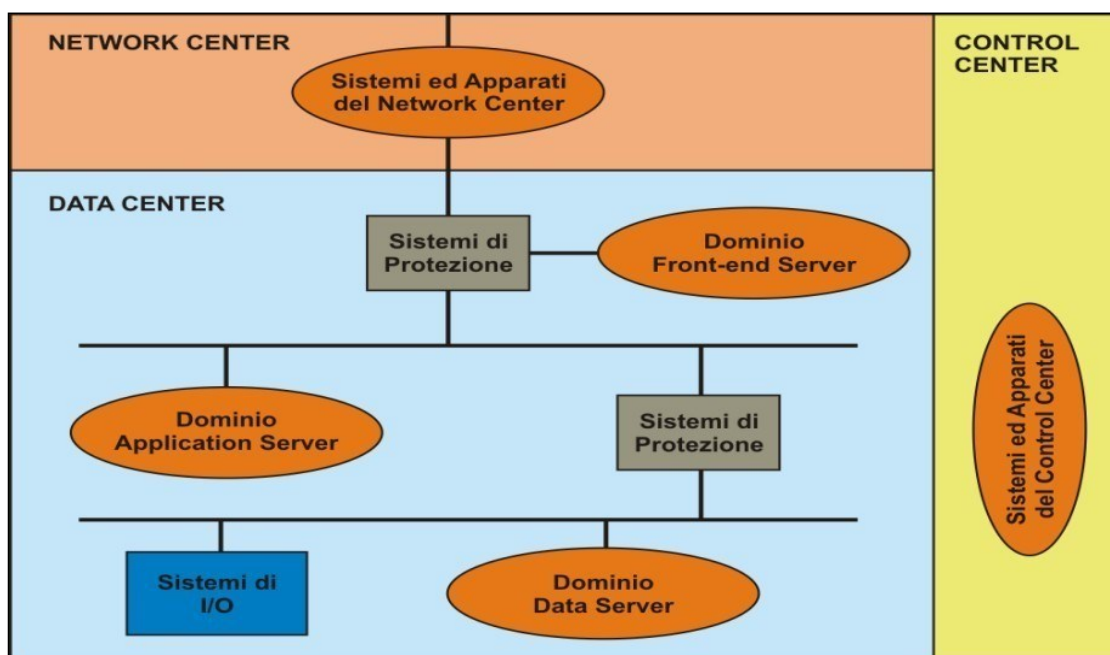 NETWORK CENTER
Sistemi ed Apparati
del Network Center
CONTROL
CENTER
DATA CENTER
Sistemi di
Protezione
Dominio
Front-end Server
Dominio
Application Server
Sistemi di
Protezione
Sistemi ed Apparati
del Control Center
Sistemi di
I/O
Dominio
Data Server